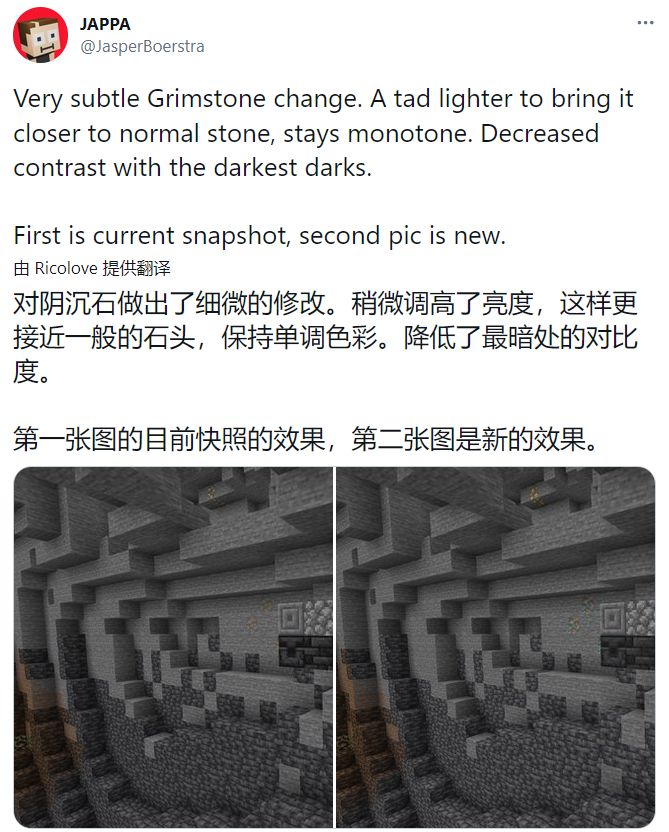 JAPPA
@JasperBoerstra
Very subtle Grimstone change. A tad lighter to bring it
closer to normal stone, stays monotone. Decreased
contrast with the darkest darks.
First is current snapshot, second pic is new.
由 Ricolove 提供翻译
对阴沉石做出了细微的修改。稍微调高了亮度，这样更
接近一般的石头，保持单调色彩。降低了最暗处的对比
度。
第一张图的目前快照的效果，第二张图是新的效果。